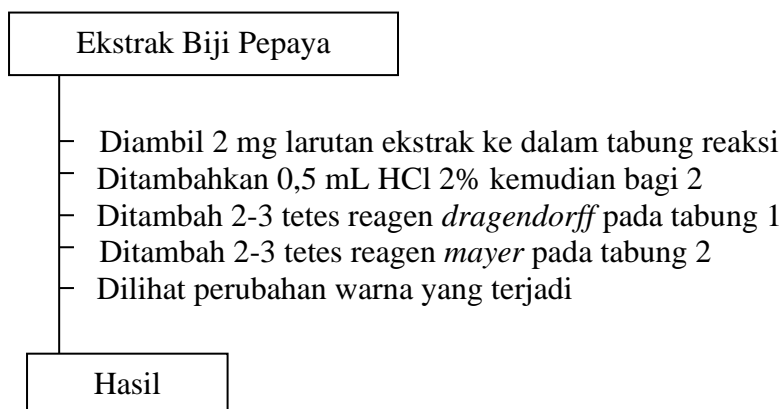 Ekstrak Biji Pepaya
Diambil 2 mg larutan ekstrak ke dalam tabung reaksi
Ditambahkan 0,5 mL HCl 2% kemudian bagi 2
Ditambah 2-3 tetes reagen dragendorff pada tabung 1
Ditambah 2-3 tetes reagen mayer pada tabung 2
Dilihat perubahan warna yang terjadi
Hasil